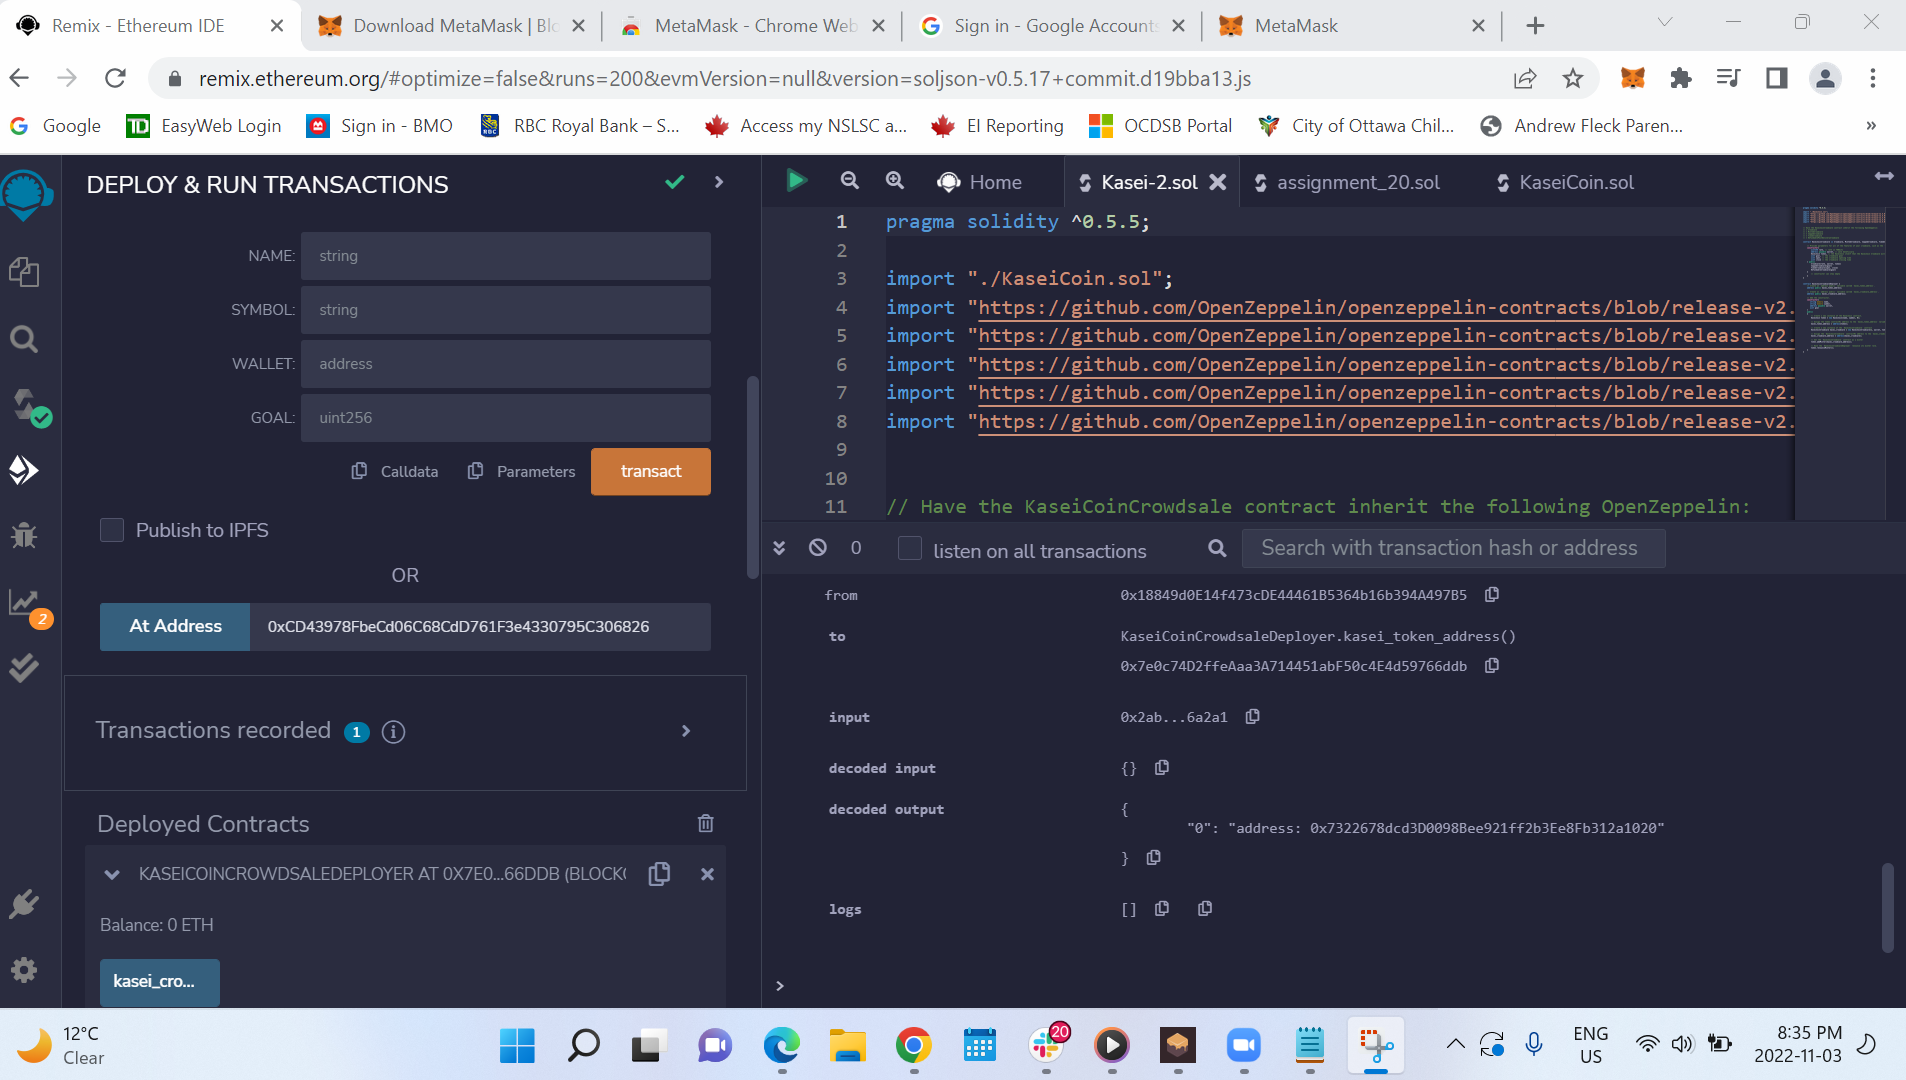 Remix - Ethereum IDE
Download MetaMask | Blo
MetaMask - Chrome Web
Sign in - Google Accounts
MetaMask
remix.ethereum.org/#optimize=false&runs=200&evmVersion=null&version=soljson-v0.5.17+commit.d19bba13.js
Google
EasyWeb Login
Sign in - BMO
RBC Royal Bank – S...
Access my NSLSC a...
EI Reporting
OCDSB Portal
City of Ottawa Chil...
Andrew Fleck Paren...
»
DEPLOY & RUN TRANSACTIONS
NAME: string
SYMBOL: string
WALLET: address
GOAL: uint256
Calldata
Parameters
transact
Publish to IPFS
OR
At Address
0xCD43978FbeCd06C68CdD761F3e4330795C306826
Transactions recorded 1
Deployed Contracts
KASEICOINCROWDSALEDEPLOYER AT 0X7E0...66DDB (BLOCKC
Balance: 0 ETH
kasei_cro...
2
Home
Kasei-2.sol
assignment_20.sol
KaseiCoin.sol
1 pragma solidity ^0.5.5;
2
3 import "./KaseiCoin.sol";
4 import "https://github.com/OpenZeppelin/openzeppelin-contracts/blob/release-v2.
5 import "https://github.com/OpenZeppelin/openzeppelin-contracts/blob/release-v2.
6 import "https://github.com/OpenZeppelin/openzeppelin-contracts/blob/release-v2.
7 import "https://github.com/OpenZeppelin/openzeppelin-contracts/blob/release-v2.
8 import "https://github.com/OpenZeppelin/openzeppelin-contracts/blob/release-v2.
9
10
11 // Have the KaseiCoinCrowdsale contract inherit the following OpenZeppelin:
0
listen on all transactions
Search with transaction hash or address
from 0x18849d0E14f473cDE44461B5364b16b394A497B5
to KaseiCoinCrowdsaleDeployer.kasei_token_address()
0x7e0c74D2ffeAaa3A714451abF50c4E4d59766ddb
input 0x2ab...6a2a1
decoded input {}
decoded output {
"0": "address: 0x7322678dcd3D0098Bee921ff2b3Ee8Fb312a1020"
}
logs []
>
12°C
Clear
20
ENG
US
8:35 PM
2022-11-03